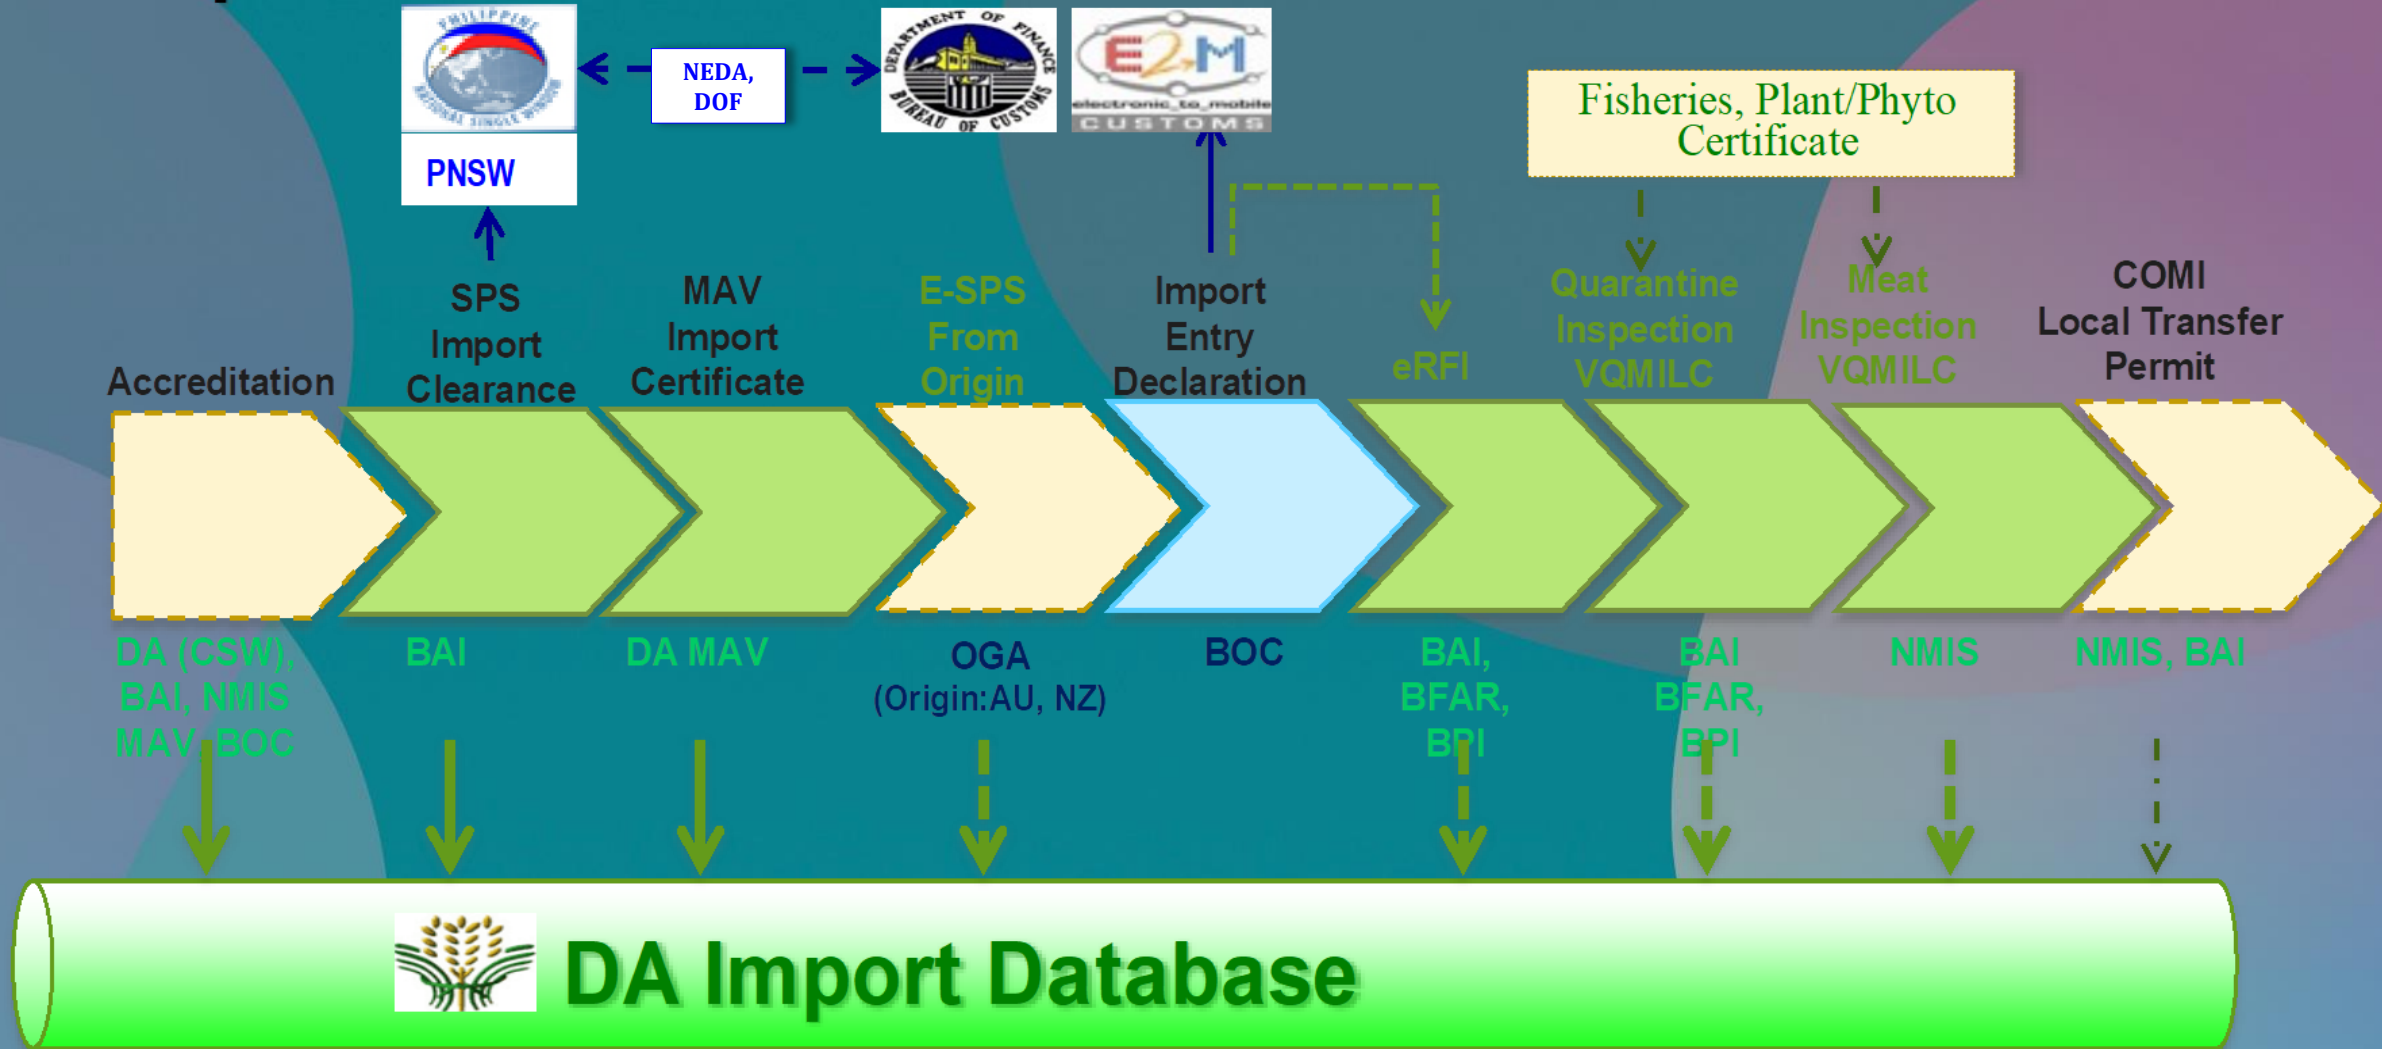 PHILIPPINE
NATIONAL SINGLE WINDOW
PNSW
NEDA,
DOF
DEPARTMENT OF FINANCE
BUREAU OF CUSTOMS
E2M
electronic_to_mobile
CUSTOMS
Fisheries, Plant/Phyto
Certificate
Accreditation
SPS
Import
Clearance
MAV
Import
Certificate
E-SPS
From
Origin
Import
Entry
Declaration
eRFI
Quarantine
Inspection
VQMILC
Meat
Inspection
VQMILC
COMI
Local Transfer
Permit
DA (CSW),
BAI, NMIS
MAV, BOC
BAI
DA MAV
OGA
(Origin:AU, NZ)
BOC
BAI,
BFAR,
BPI
BAI
BFAR,
BPI
NMIS
NMIS, BAI
DA Import Database